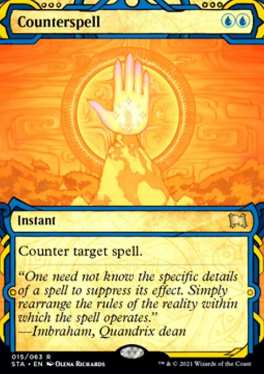 Counterspell
Instant
Counter target spell.
“One need not know the specific details
of a spell to suppress its effect. Simply
rearrange the rules of the reality within
which the spell operates.”
—Imbraham, Quandrix dean
015/063 R
STA • EN Olena Richards
™ & © 2021 Wizards of the Coast